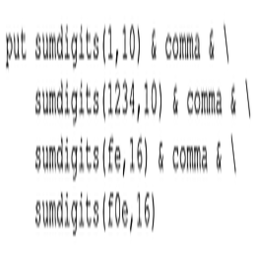 put sumdigits(1,10) & comma & \
sumdigits(1234,10) & comma & \
sumdigits(fe,16) & comma & \
sumdigits(f0e,16)